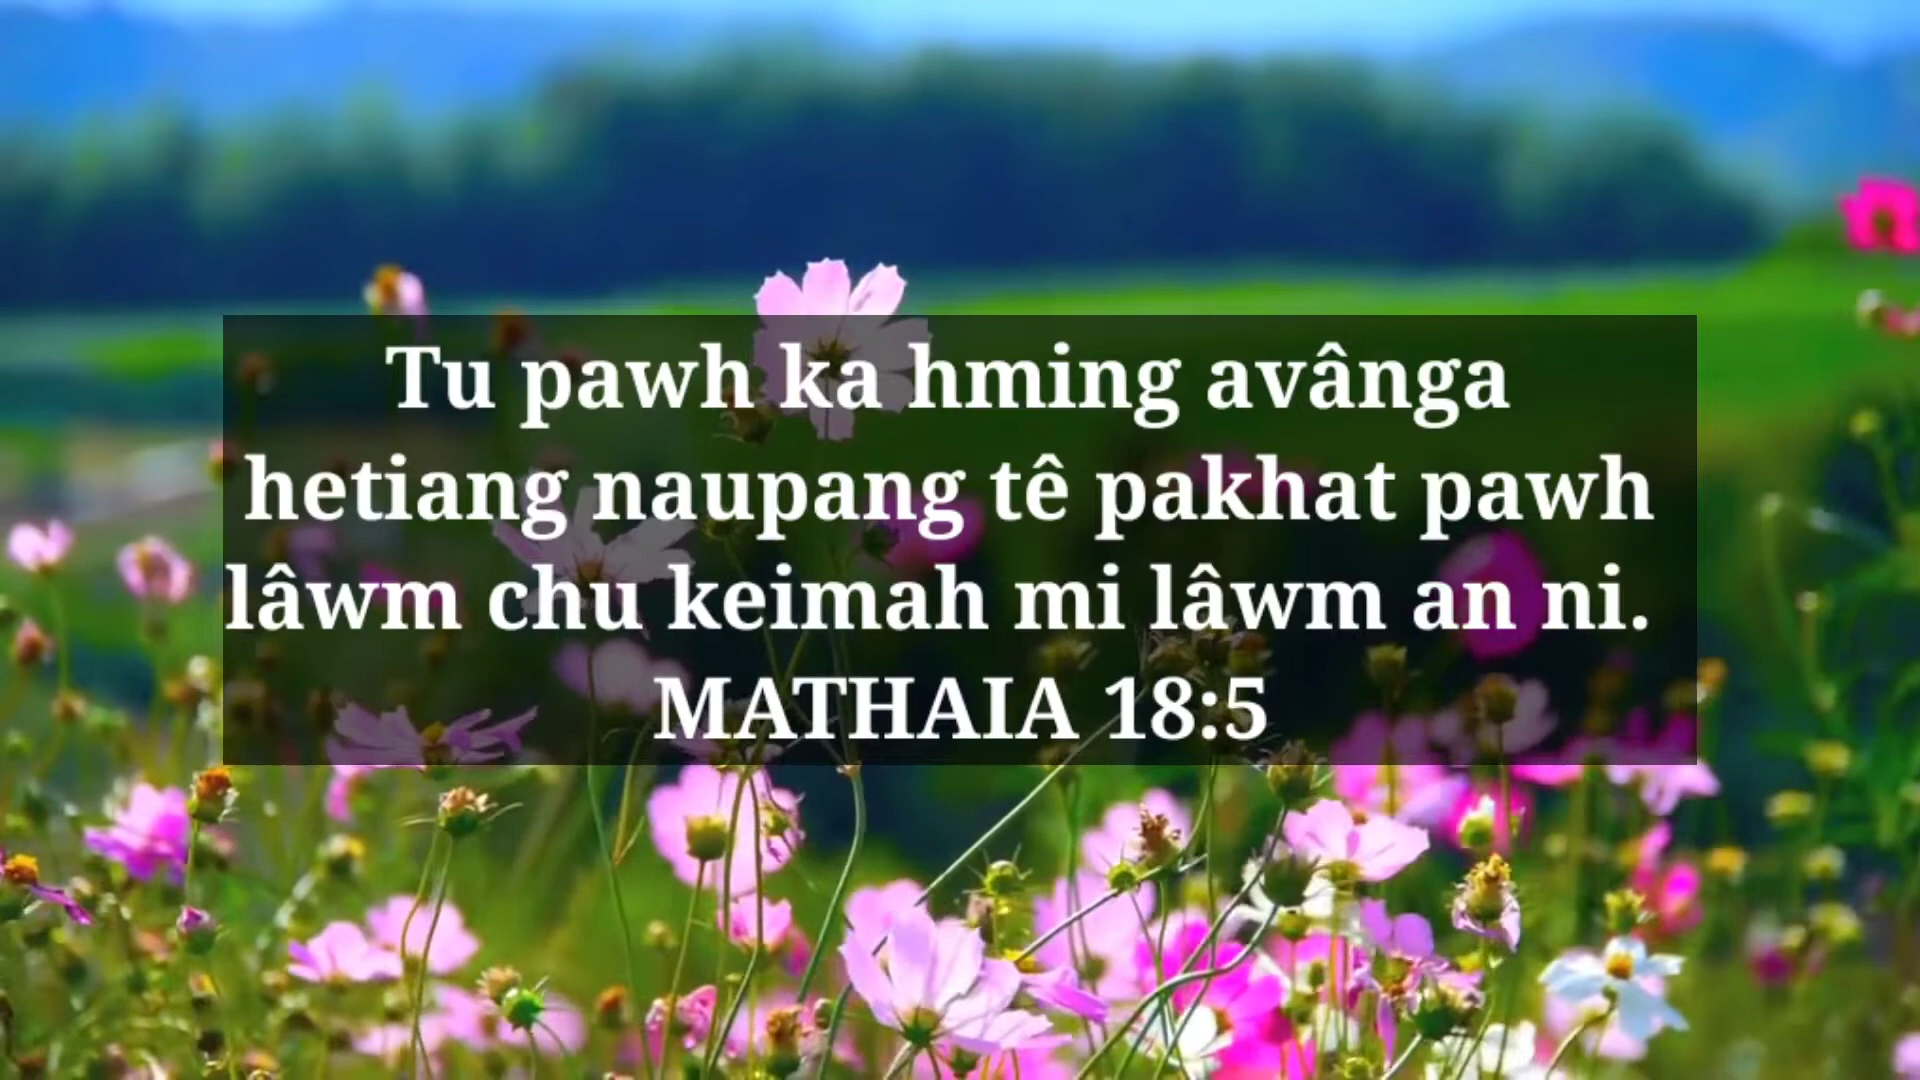 Tu pawh ka hming avânga
hetiang naupang tê pakhat pawh
lâwm chu keimah mi lâwm an ni.
MATHAIA 18:5